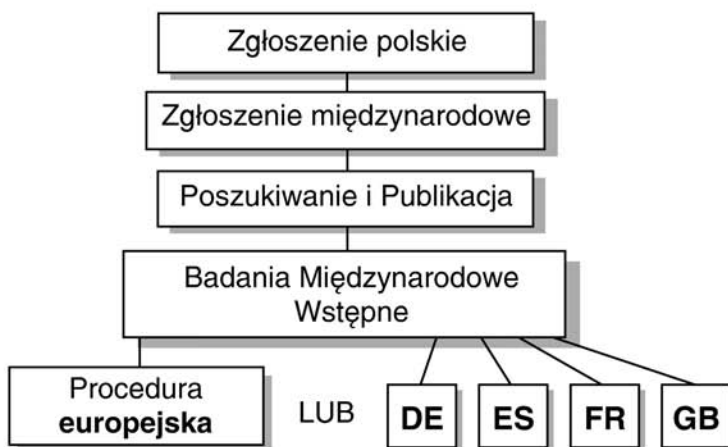 Zgłoszenie polskie
Zgłoszenie międzynarodowe
Poszukiwanie i Publikacja
Badania Międzynarodowe
Wstępne
Procedura
europejska
LUB
DE
ES
FR
GB